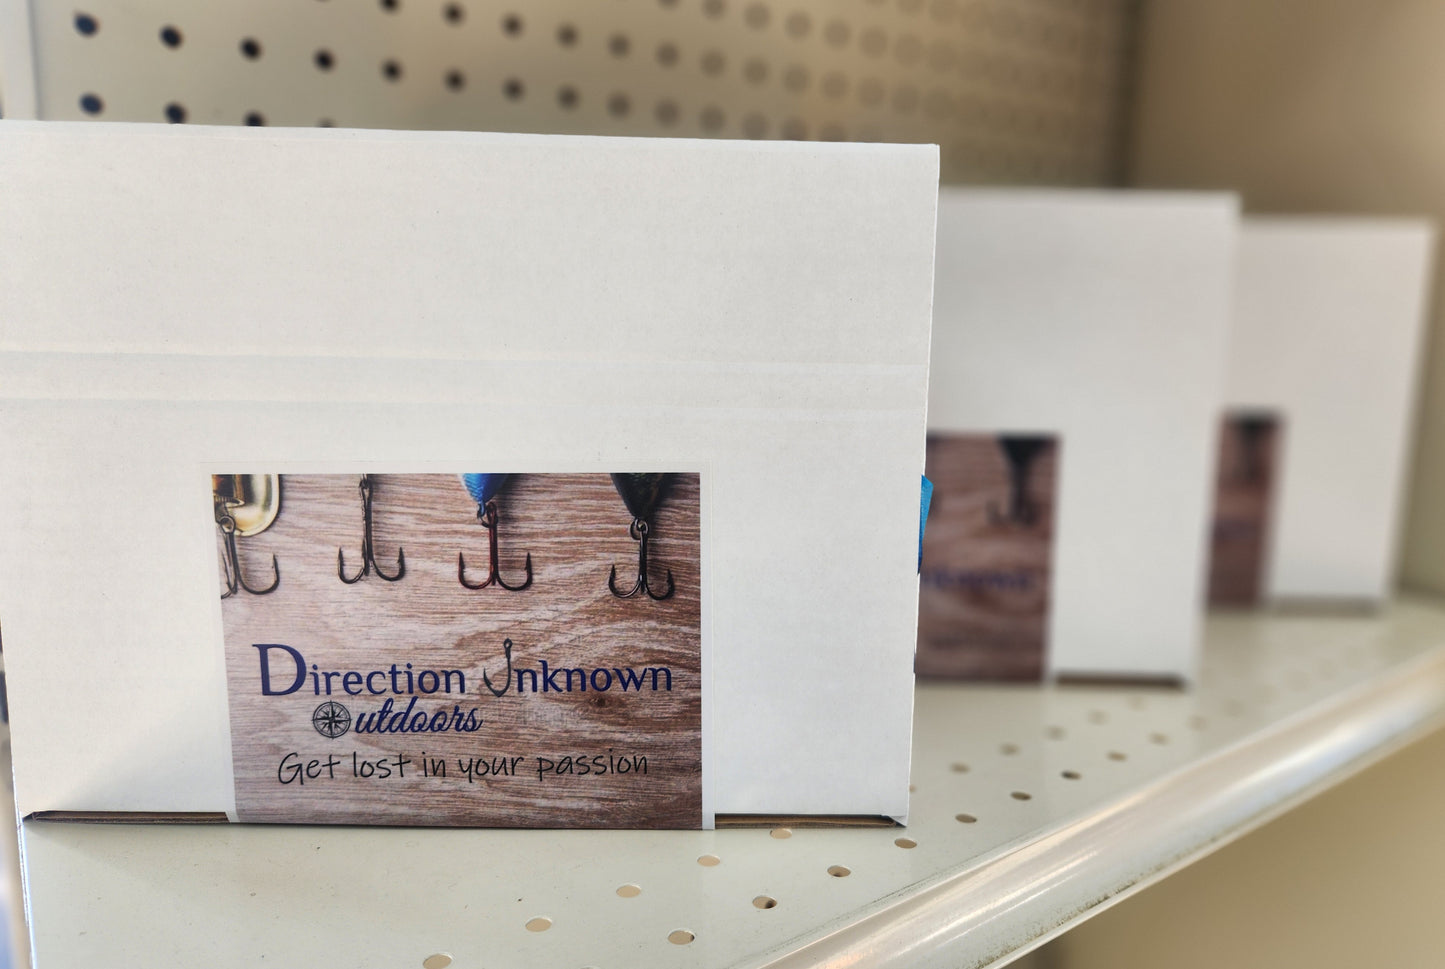 Direction Unknown
Outdoors
Get lost in your passion